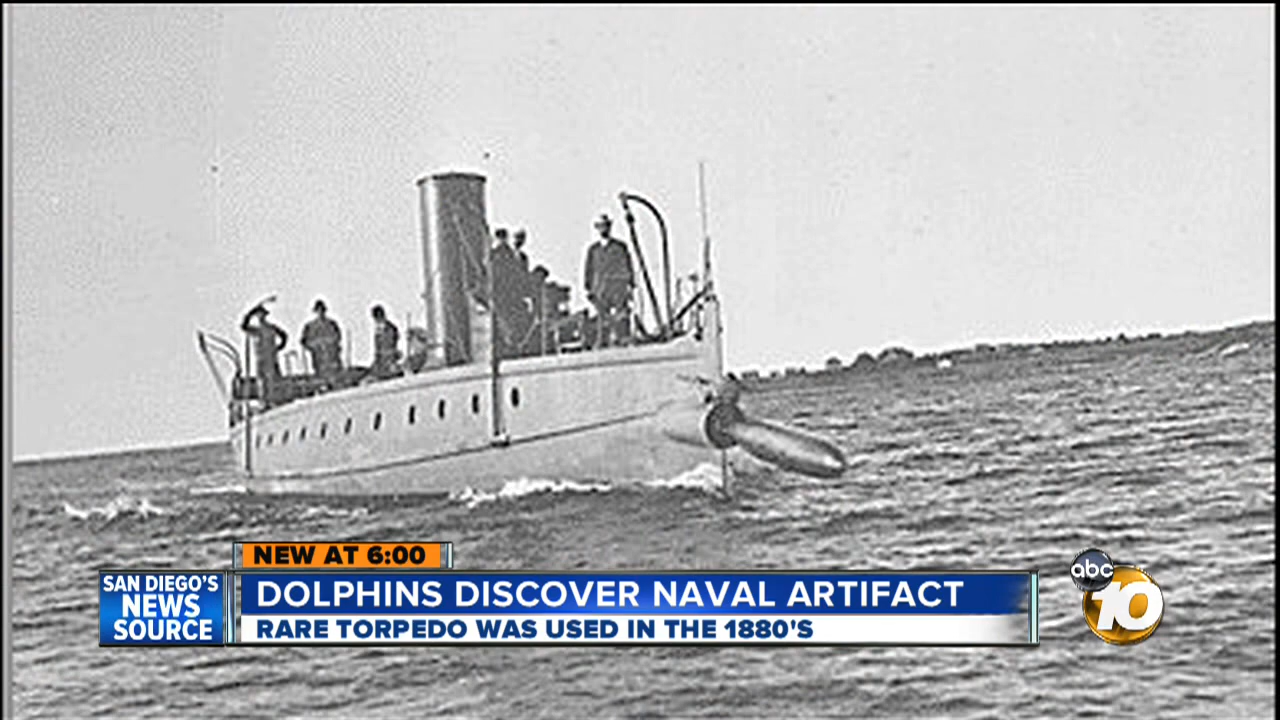 NEW AT 6:00
SAN DIEGO'S
NEWS
SOURCE
DOLPHINS DISCOVER NAVAL ARTIFACT
RARE TORPEDO WAS USED IN THE 1880'S
abc
10